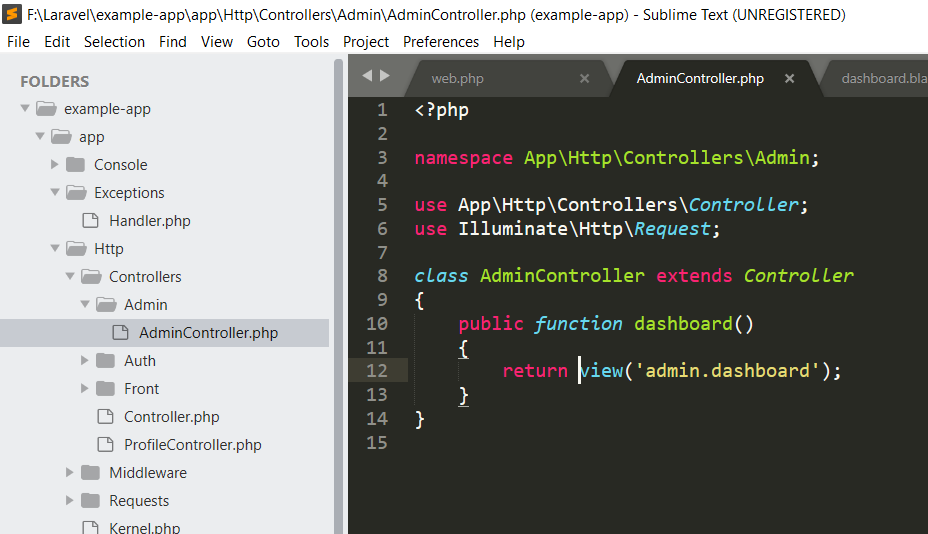 F:\Laravel\example-app\app\Http\Controllers\Admin\AdminController.php (example-app) - Sublime Text (UNREGISTERED)
File Edit Selection Find View Goto Tools Project Preferences Help
FOLDERS
example-app
app
Console
Exceptions
Handler.php
Http
Controllers
Admin
AdminController.php
Auth
Front
Controller.php
ProfileController.php
Middleware
Requests
Kernel.php
web.php × AdminController.php × dashboard.bla
1 <?php
2
3 namespace App\Http\Controllers\Admin;
4
5 use App\Http\Controllers\Controller;
6 use Illuminate\Http\Request;
7
8 class AdminController extends Controller
9 {
10     public function dashboard()
11     {
12         return view('admin.dashboard');
13     }
14 }
15